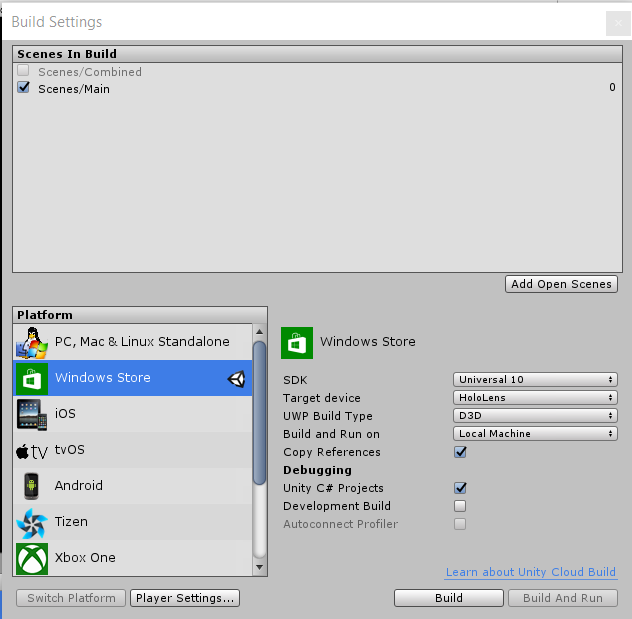 Build Settings
Scenes In Build
Scenes/Combined
Scenes/Main 0
Add Open Scenes
Platform
PC, Mac & Linux Standalone
Windows Store
iOS
tv tvOS
Android
Tizen
Xbox One
Windows Store
SDK Universal 10
Target device HoloLens
UWP Build Type D3D
Build and Run on Local Machine
Copy References
Debugging
Unity C# Projects
Development Build
Autoconnect Profiler
Learn about Unity Cloud Build
Switch Platform Player Settings... Build Build And Run